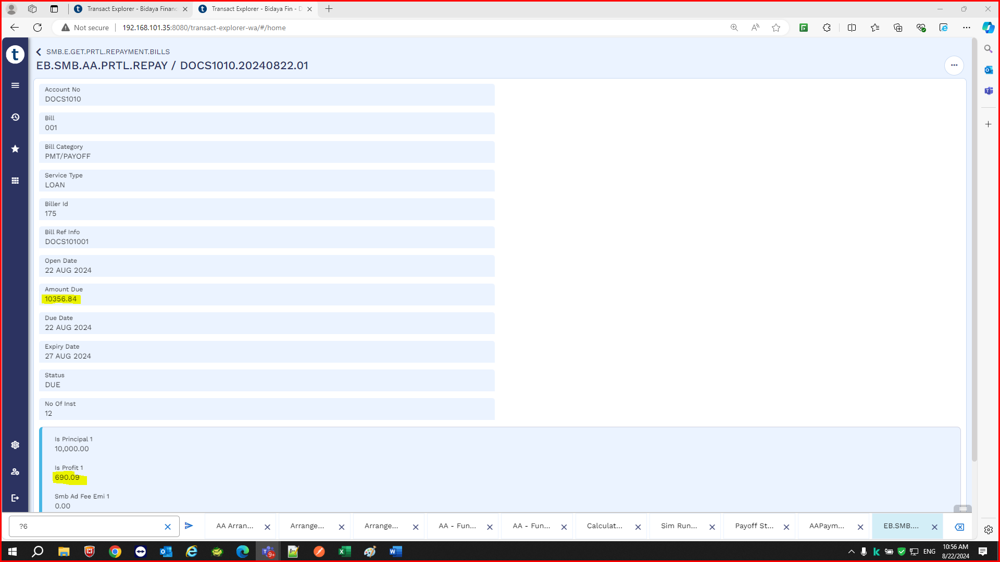 Transact Explorer - Bidaya Financ
Transact Explorer - Bidaya Fin - D
Not secure
192.168.101.35:8080/transact-explorer-wa/#/home
t
SMB.E.GET.PRTL.REPAYMENT.BILLS
EB.SMB.AA.PRTL.REPAY / DOCS1010.20240822.01
Account No
DOCS1010
Bill
001
Bill Category
PMT/PAYOFF
Service Type
LOAN
Biller Id
175
Bill Ref Info
DOCS101001
Open Date
22 AUG 2024
Amount Due
10356.84
Due Date
22 AUG 2024
Expiry Date
27 AUG 2024
Status
DUE
No Of Inst
12
Is Principal 1
10,000.00
Is Profit 1
690.09
Smb Ad Fee Emi 1
0.00
?6
AA Arran...
Arrange...
Arrange...
AA - Fun...
AA - Fun...
Calculat...
Sim Run...
Payoff St...
AAPaym...
EB.SMB....
9+
ENG
10:56 AM
8/22/2024